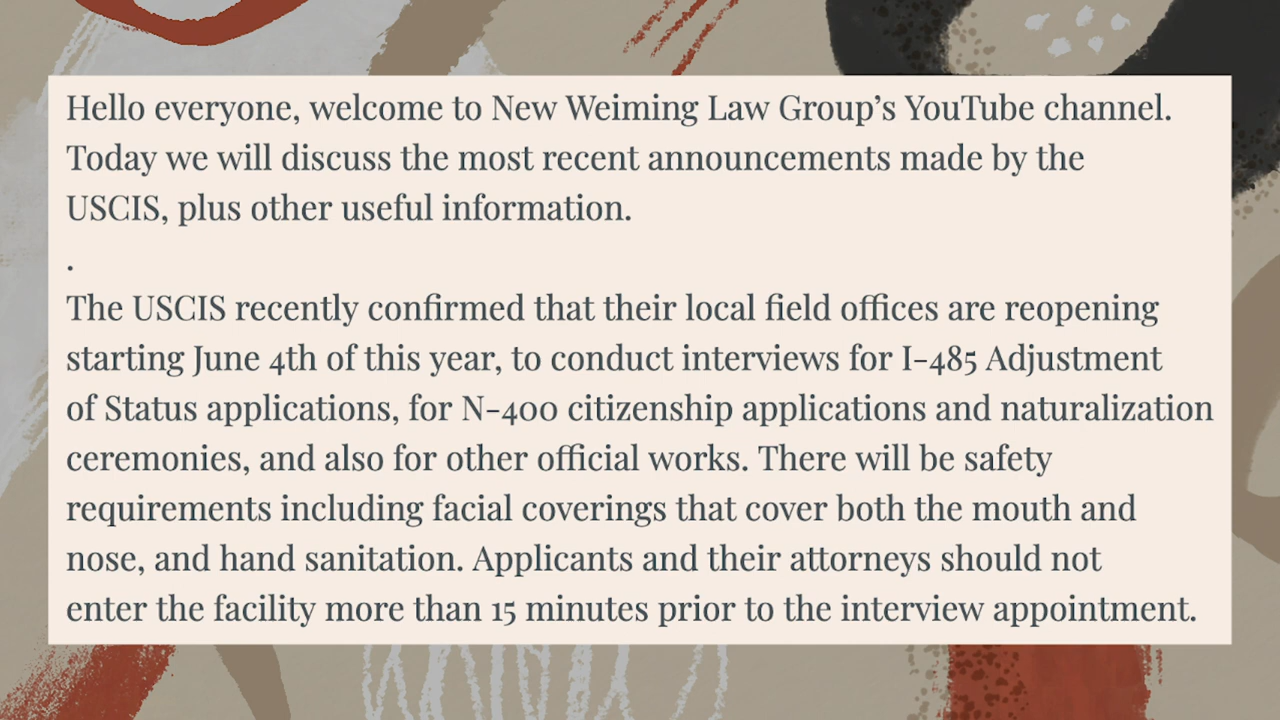 Hello everyone, welcome to New Weiming Law Group’s YouTube channel.
Today we will discuss the most recent announcements made by the
USCIS, plus other useful information.
.
The USCIS recently confirmed that their local field offices are reopening
starting June 4th of this year, to conduct interviews for I-485 Adjustment
of Status applications, for N-400 citizenship applications and naturalization
ceremonies, and also for other official works. There will be safety
requirements including facial coverings that cover both the mouth and
nose, and hand sanitation. Applicants and their attorneys should not
enter the facility more than 15 minutes prior to the interview appointment.